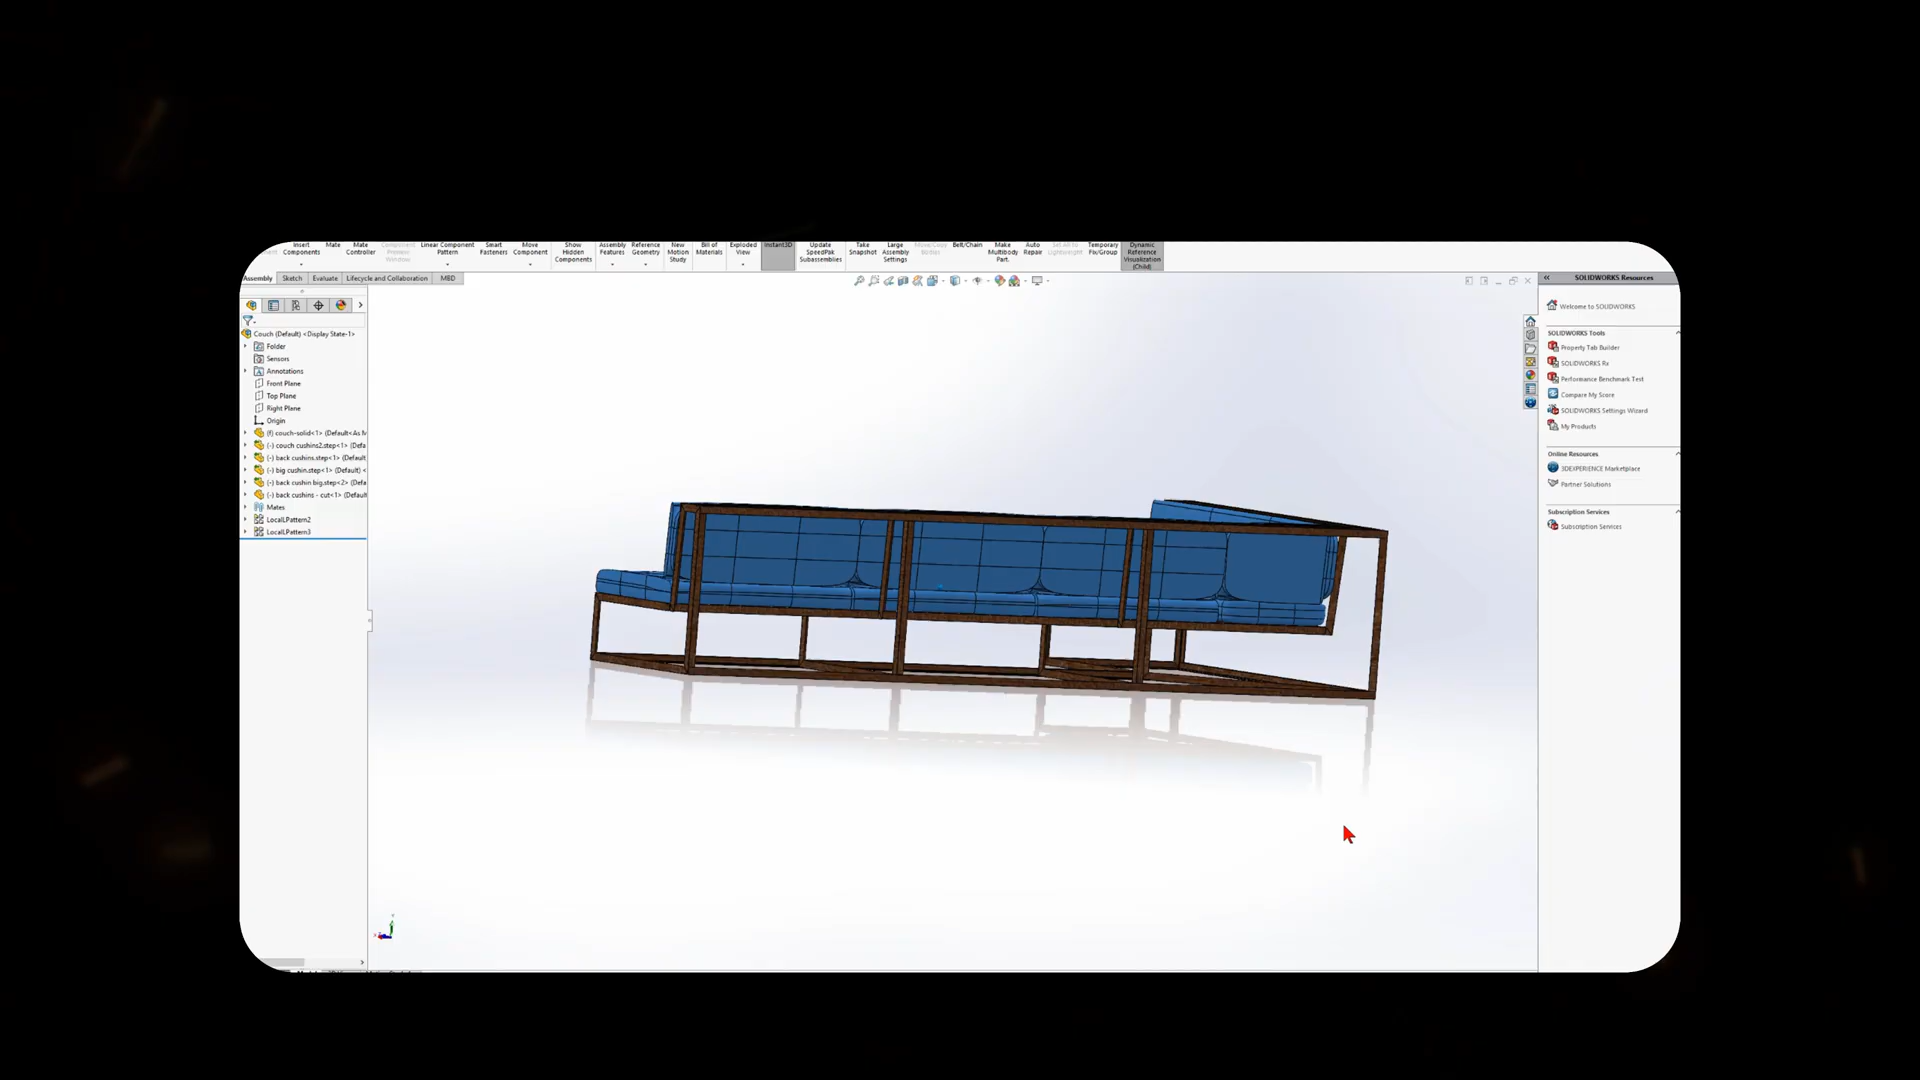 Insert Components
Mate
Mate Controller
Component Preview Window
Linear Component Pattern
Smart Fasteners
Move Component
Show Hidden Components
Assembly Features
Reference Geometry
New Motion Study
Bill of Materials
Exploded View
Instant3D
Update SpeedPak Subassemblies
Take Snapshot
Large Assembly Settings
Belt/Chain
Make Multibody Part.
Auto Repair
Set All to Lightweight
Temporary Fix/Group
Dynamic Reference Visualization (Child)
Assembly
Sketch
Evaluate
Lifecycle and Collaboration
MBD
Couch (Default) <Display State-1>
Folder
Sensors
Annotations
Front Plane
Top Plane
Right Plane
Origin
(f) couch-solid<1> (Default<As M
(-) couch cushins2.step<1> (Defa
(-) back cushins.step<1> (Default
(-) big cushin.step<1> (Default) <
(-) back cushin big.step<2> (Defa
(-) back cushins - cut<1> (Default
Mates
LocalLPattern2
LocalLPattern3
SOLIDWORKS Resources
Welcome to SOLIDWORKS
SOLIDWORKS Tools
Property Tab Builder
SOLIDWORKS Rx
Performance Benchmark Test
Compare My Score
SOLIDWORKS Settings Wizard
My Products
Online Resources
3DEXPERIENCE Marketplace
Partner Solutions
Subscription Services
Subscription Services